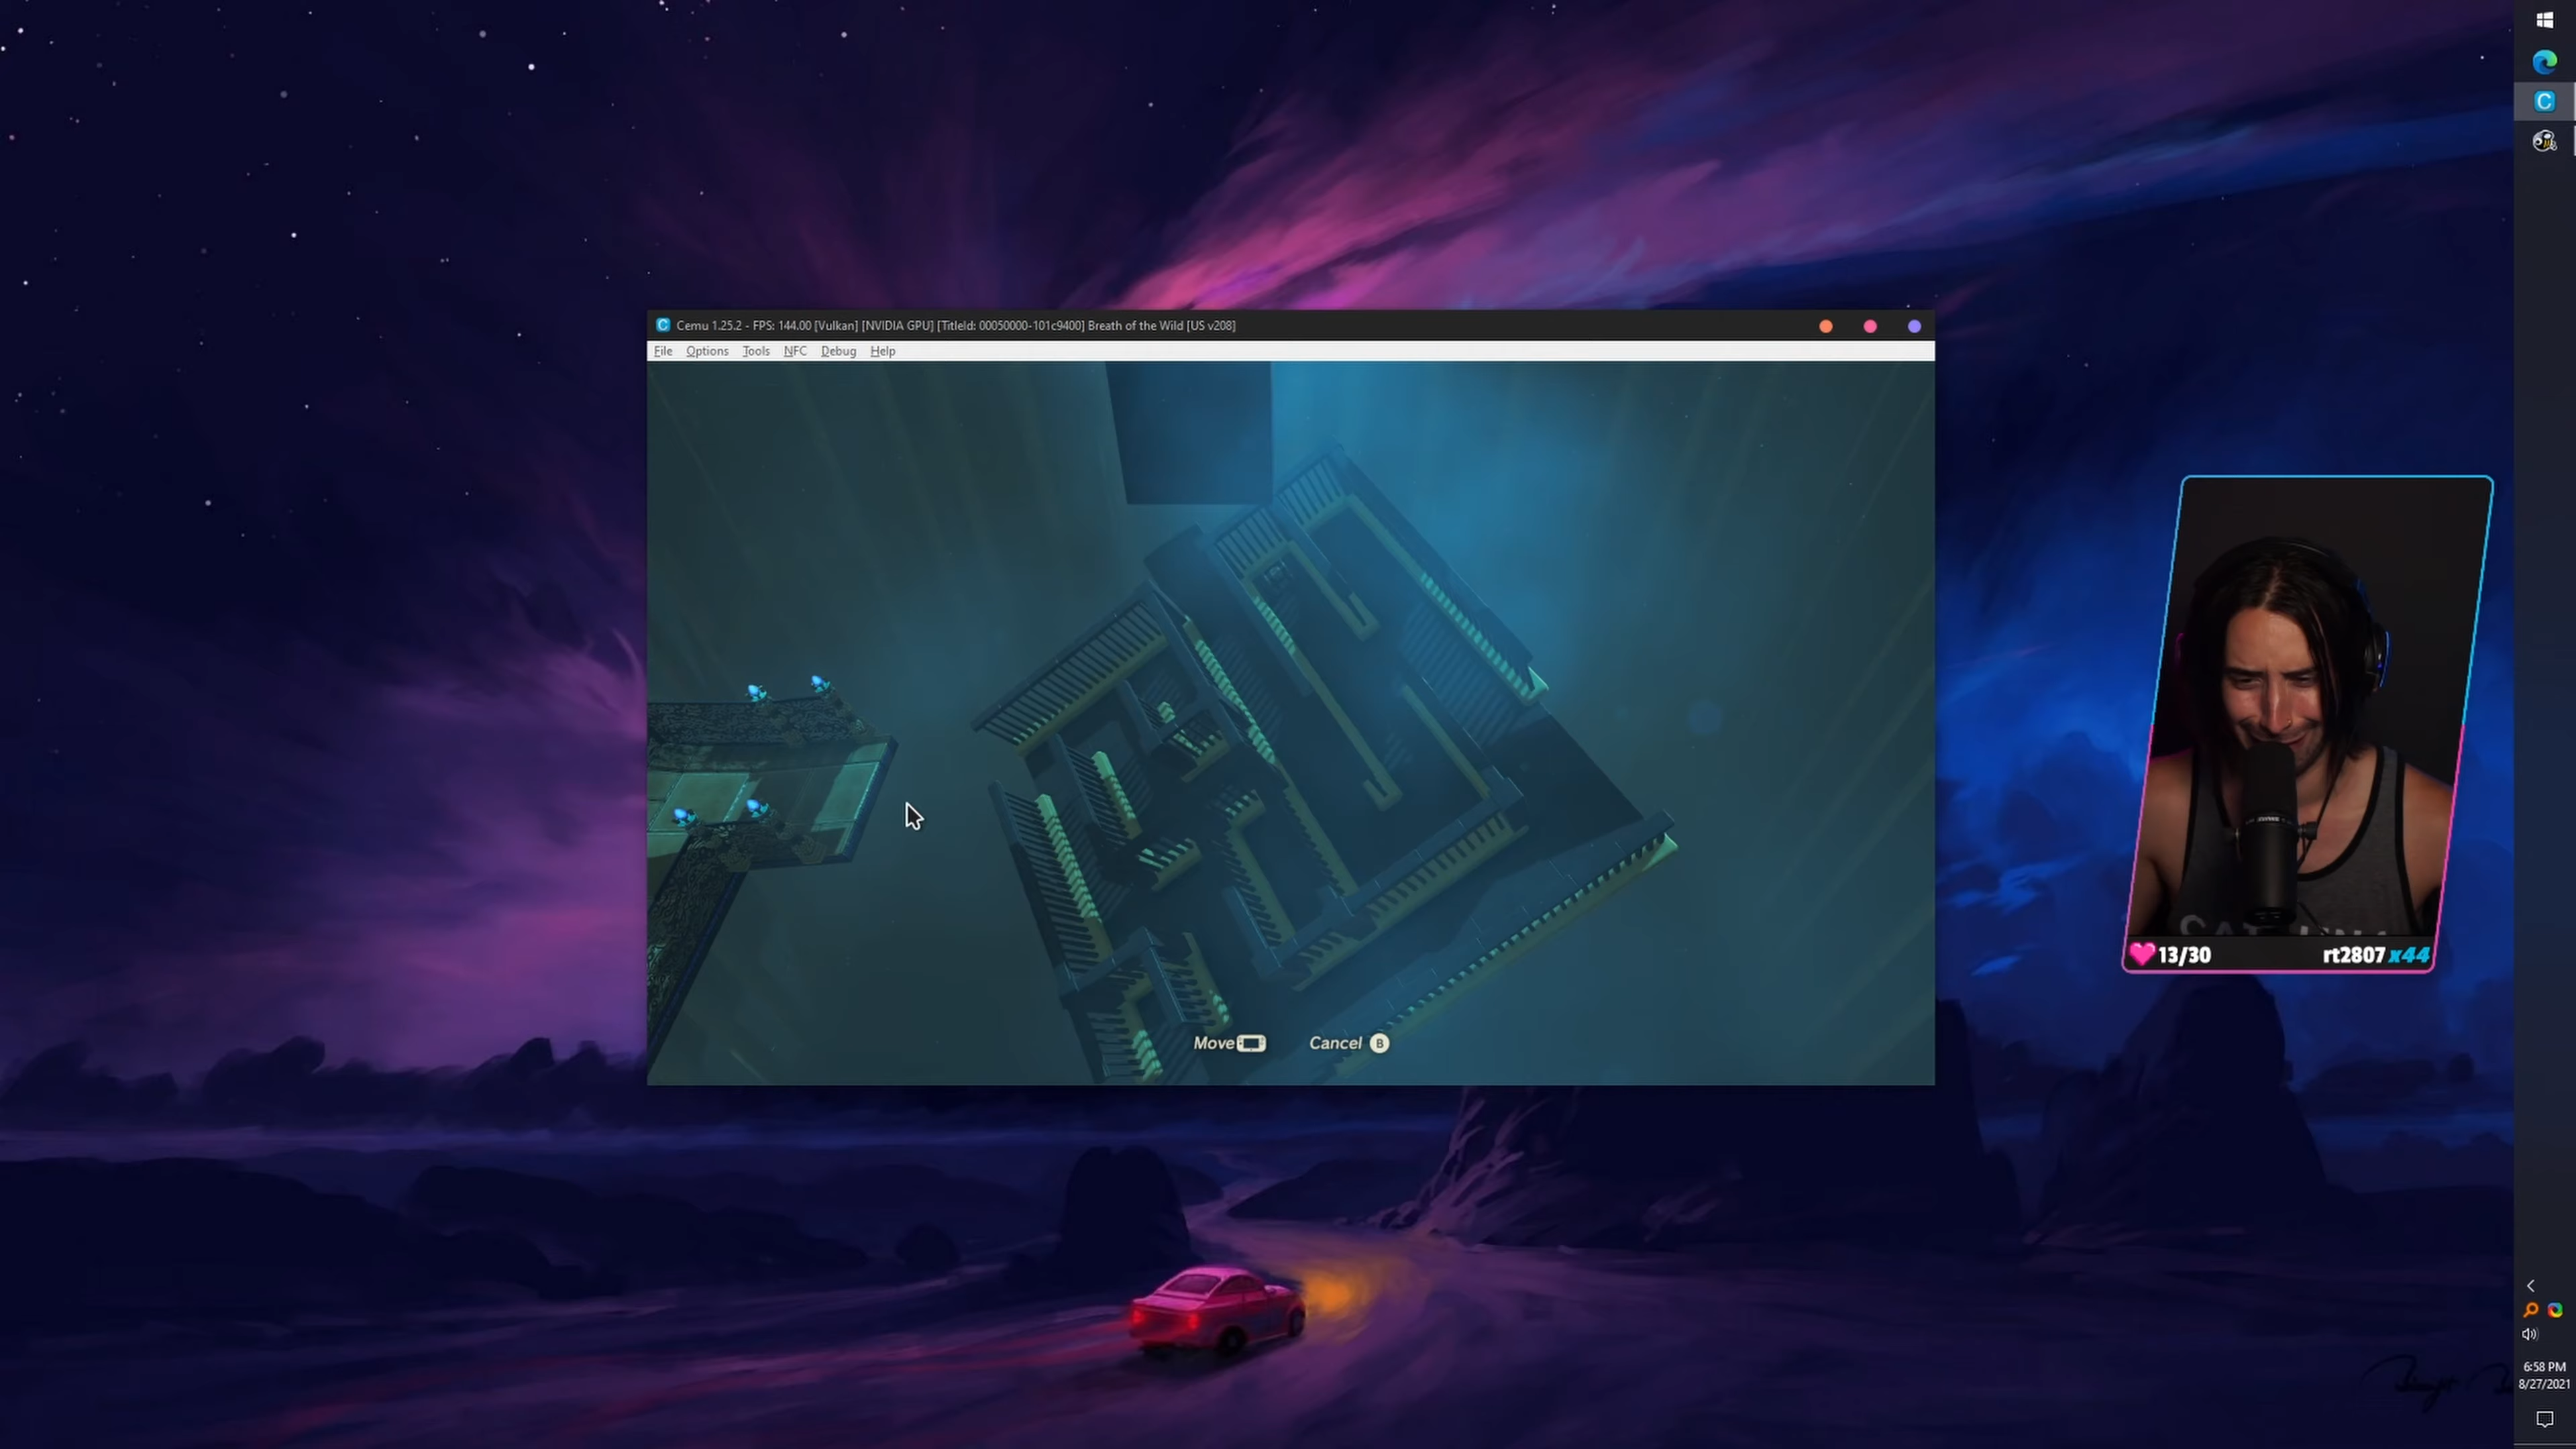 Cemu 1.25.2 - FPS: 144.00 [Vulkan] [NVIDIA GPU] [TitleId: 00050000-101c9400] Breath of the Wild [US v208]
File Options Tools NFC Debug Help
Move Cancel B
13/30 rt2807 x44
6:58 PM
8/27/2021